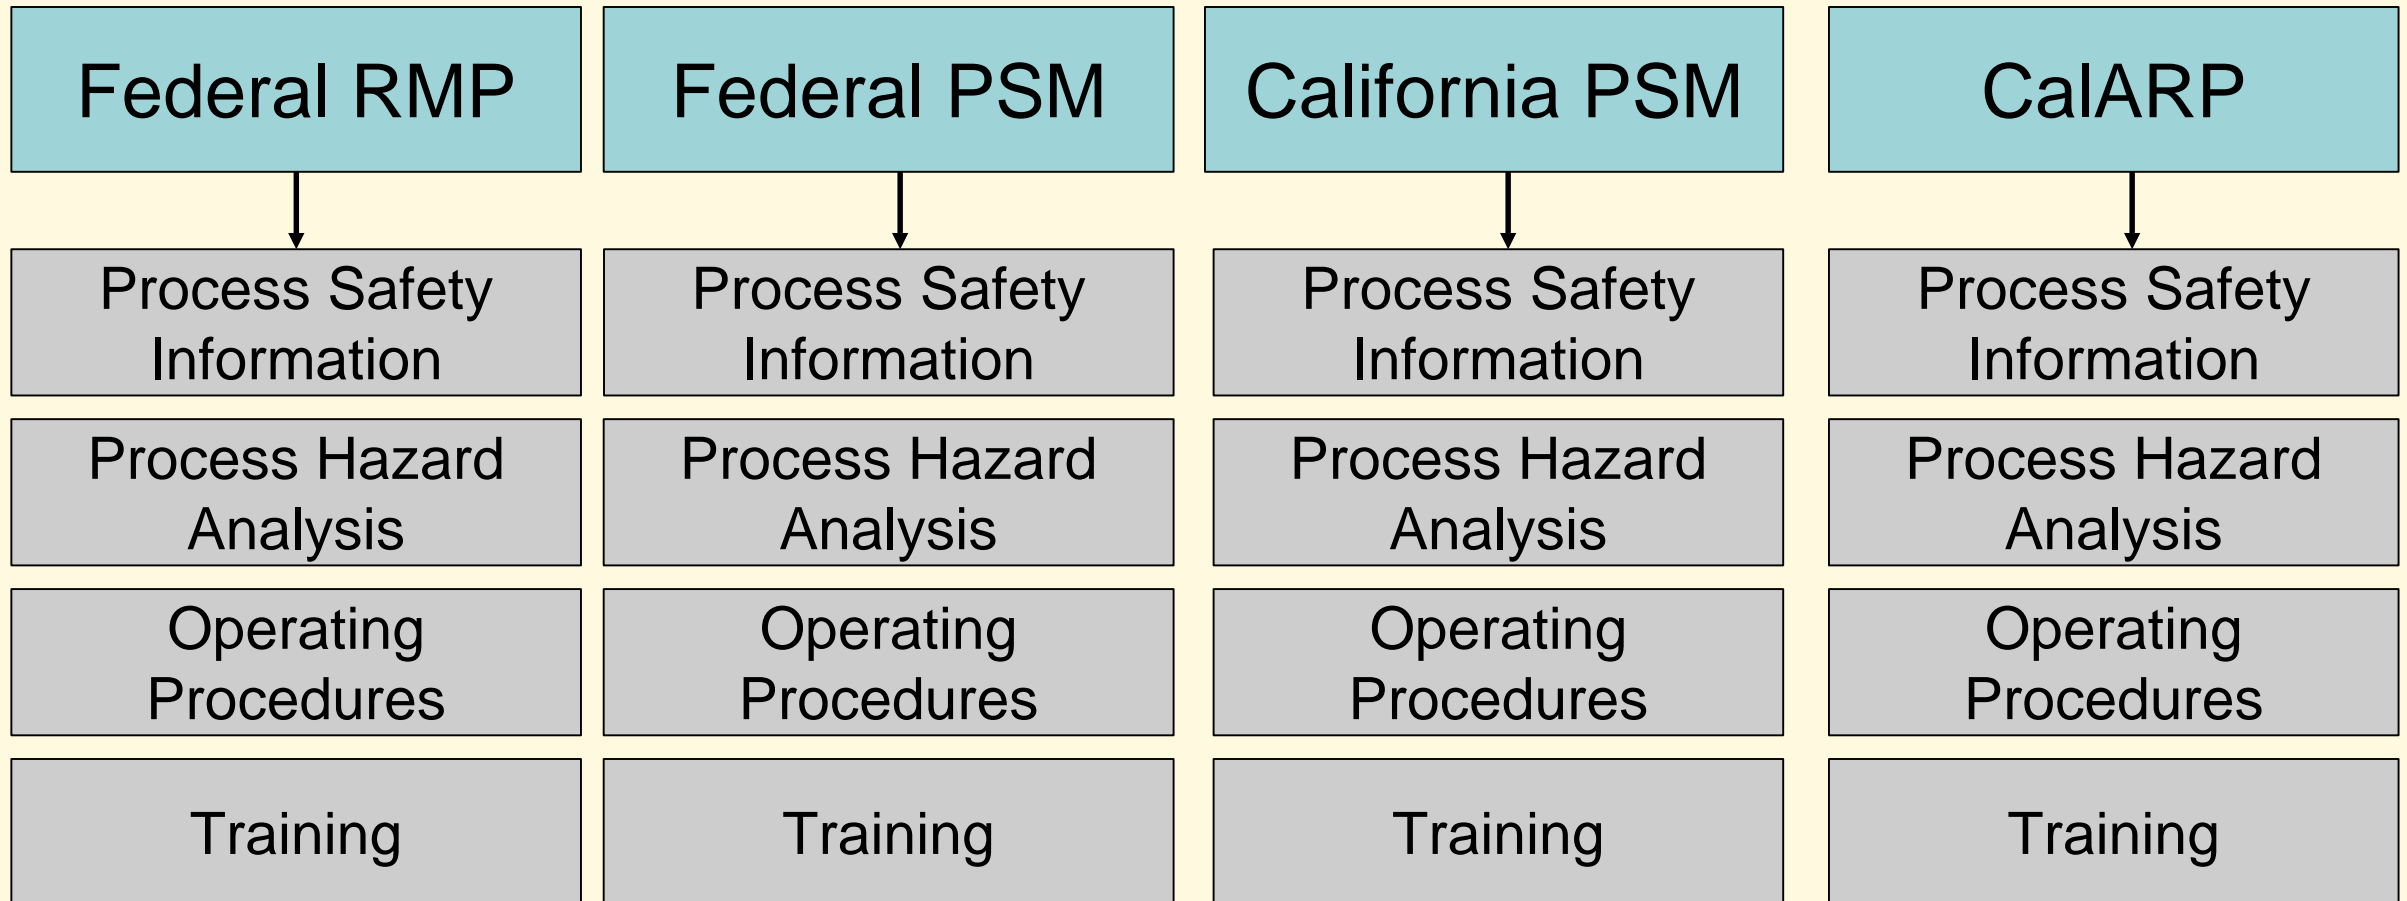 Federal RMP
Federal PSM
California PSM
CalARP
Process Safety
Information
Process Safety
Information
Process Safety
Information
Process Safety
Information
Process Hazard
Analysis
Process Hazard
Analysis
Process Hazard
Analysis
Process Hazard
Analysis
Operating
Procedures
Operating
Procedures
Operating
Procedures
Operating
Procedures
Training
Training
Training
Training